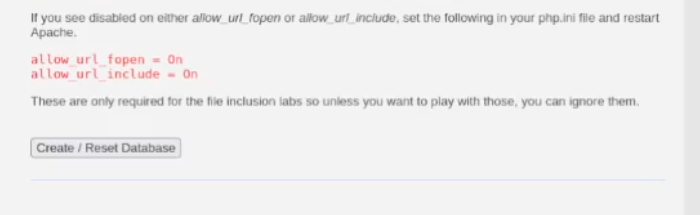 If you see disabled on either allow_url_fopen or allow_url_include, set the following in your php.ini file and restart
Apache.
allow_url_fopen = On
allow_url_include = On
These are only required for the file inclusion labs so unless you want to play with those, you can ignore them.
Create / Reset Database